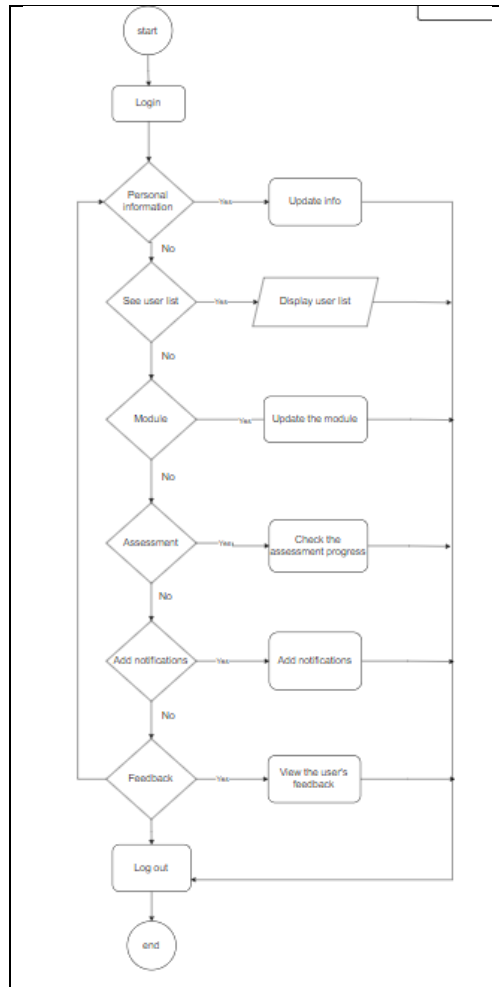 start
Login
Personal
information
Yes
Update info
No
See user list
Yes
Display user list
No
Module
Yes
Update the module
No
Assessment
Yes
Check the
assessment progress
No
Add notifications
Yes
Add notifications
No
Feedback
Yes
View the user's
feedback
Log out
end